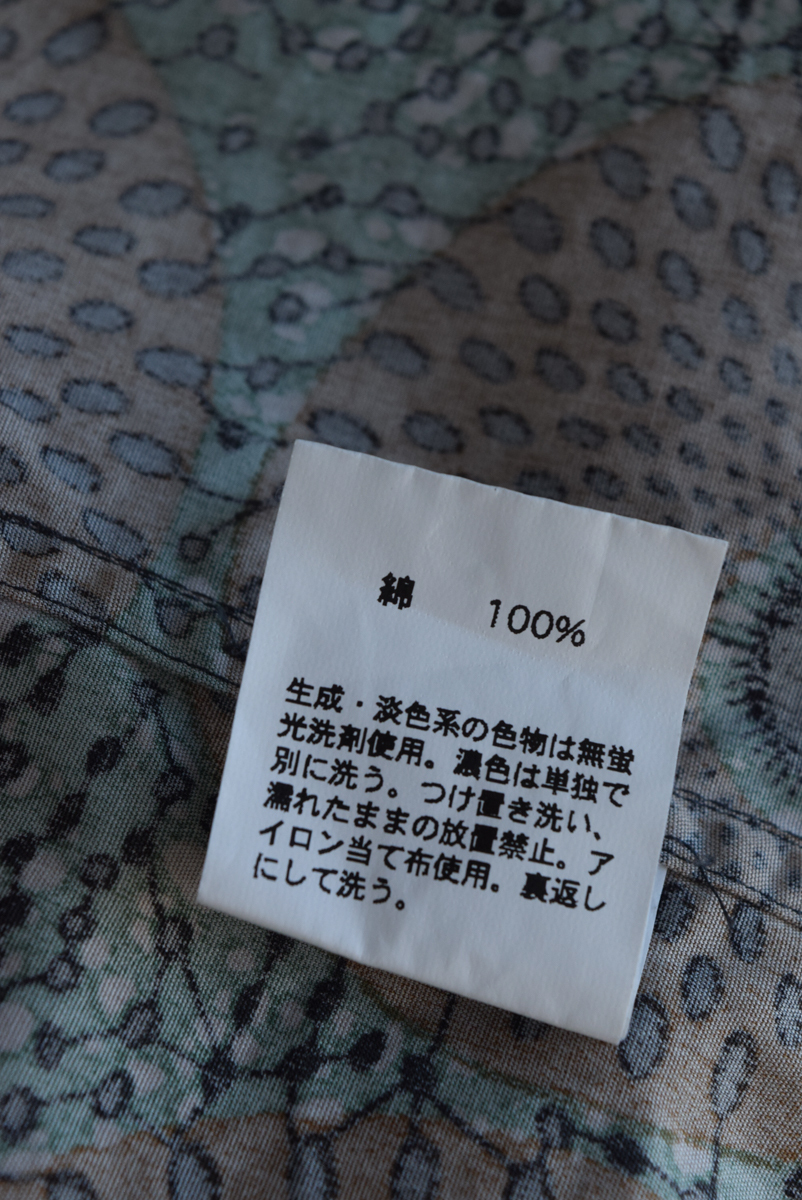 綿 100%
生成・淡色系の色物は無蛍
光洗剤使用。濃色は単独で
別に洗う。つけ置き洗い、
濡れたままの放置禁止。ア
イロン当て布使用。裏返し
にして洗う。